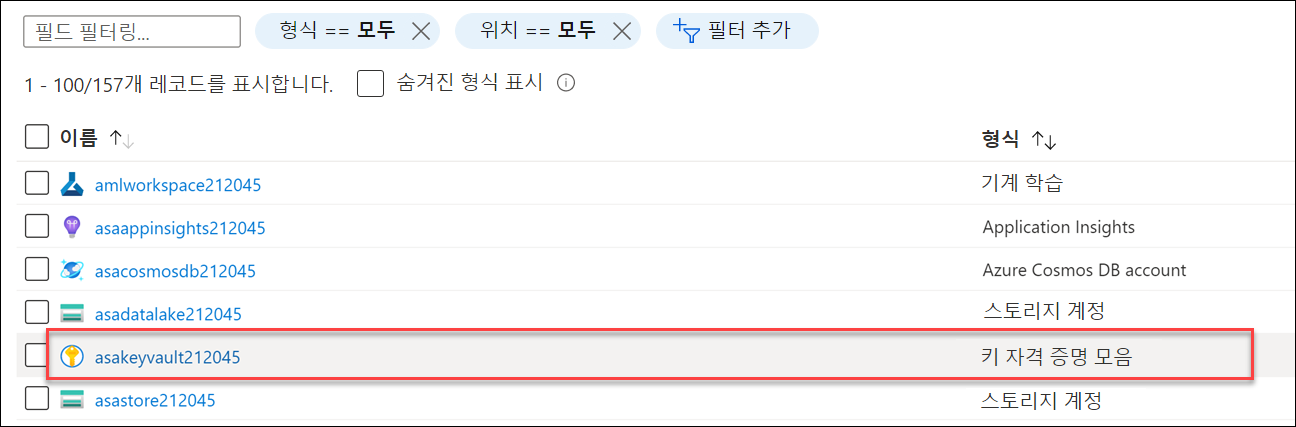 필드 필터링... 형식 == 모두 위치 == 모두 필터 추가
1 - 100/157개 레코드를 표시합니다. 숨겨진 형식 표시
이름 형식
amlworkspace212045 기계 학습
asaappinsights212045 Application Insights
asacosmosdb212045 Azure Cosmos DB account
asadatalake212045 스토리지 계정
asakeyvault212045 키 자격 증명 모음
asastore212045 스토리지 계정